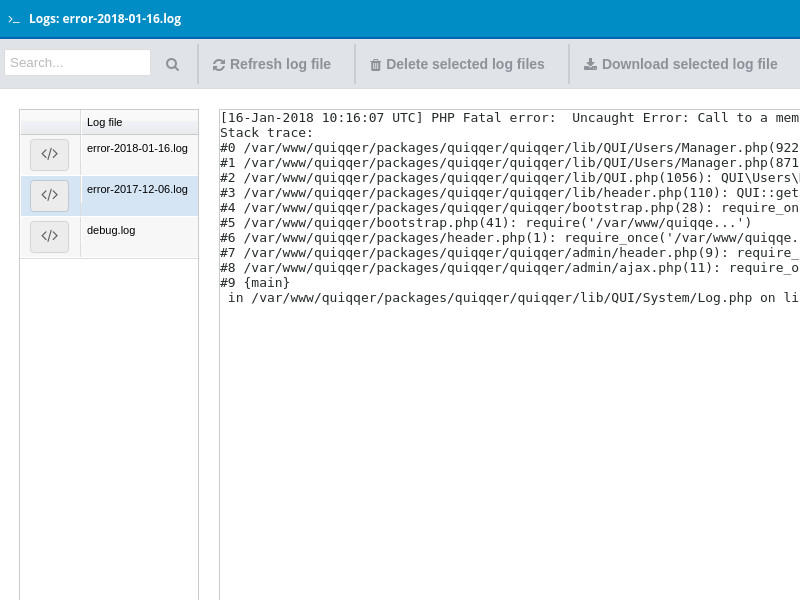 Logs: error-2018-01-16.log
Search...
Refresh log file
Delete selected log files
Download selected log file
Log file
error-2018-01-16.log
error-2017-12-06.log
debug.log
[16-Jan-2018 10:16:07 UTC] PHP Fatal error:  Uncaught Error: Call to a mem
Stack trace:
#0 /var/www/quiqqer/packages/quiqqer/quiqqer/lib/QUI/Users/Manager.php(922
#1 /var/www/quiqqer/packages/quiqqer/quiqqer/lib/QUI/Users/Manager.php(871
#2 /var/www/quiqqer/packages/quiqqer/quiqqer/lib/QUI.php(1056): QUI\Users\
#3 /var/www/quiqqer/packages/quiqqer/quiqqer/lib/header.php(110): QUI::get
#4 /var/www/quiqqer/packages/quiqqer/quiqqer/bootstrap.php(28): require_on
#5 /var/www/quiqqer/bootstrap.php(41): require('/var/www/quiqqe...')
#6 /var/www/quiqqer/packages/header.php(1): require_once('/var/www/quiqqe.
#7 /var/www/quiqqer/packages/quiqqer/quiqqer/admin/header.php(9): require_
#8 /var/www/quiqqer/packages/quiqqer/quiqqer/admin/ajax.php(11): require_o
#9 {main}
 in /var/www/quiqqer/packages/quiqqer/quiqqer/lib/QUI/System/Log.php on li